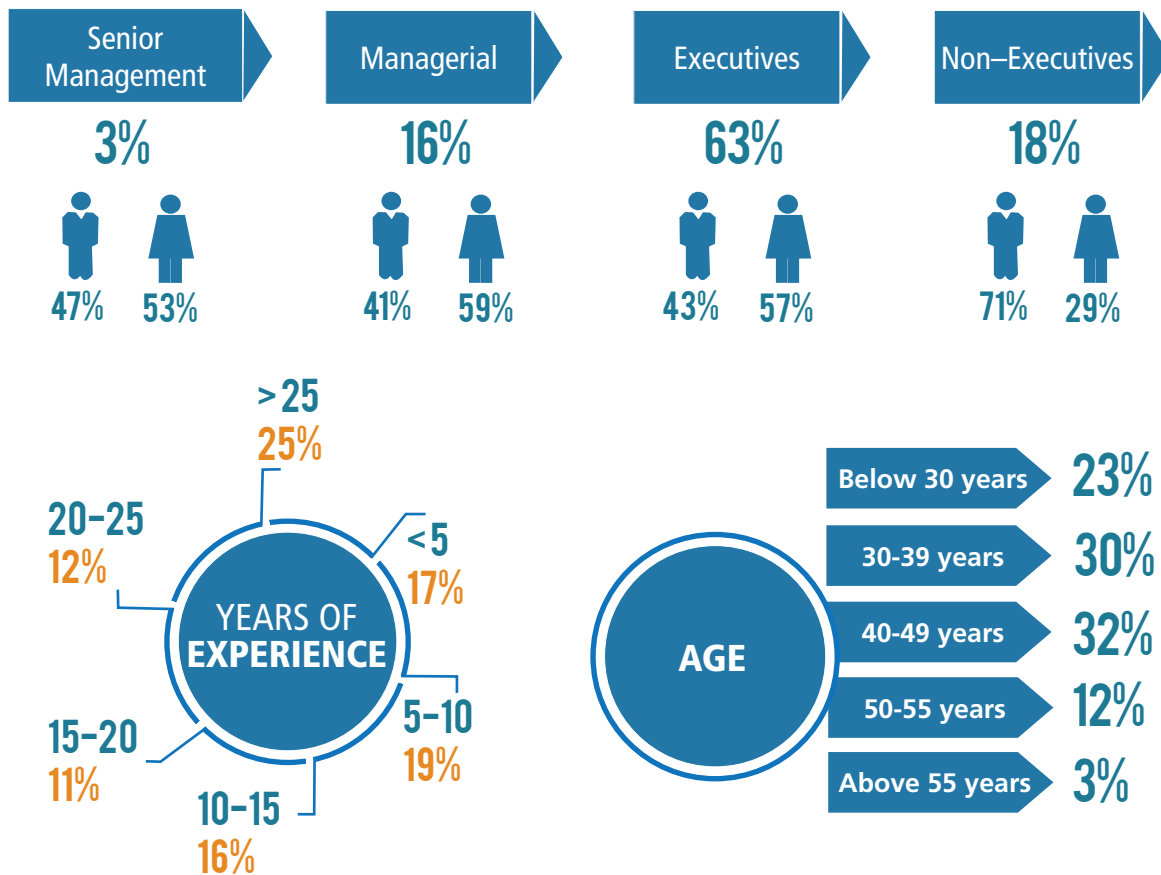 Senior
Management
Managerial
Executives
Non–Executives
3%
16%
63%
18%
47%
53%
41%
59%
43%
57%
71%
29%
>25
25%
20-25
12%
<5
17%
YEARS OF
EXPERIENCE
5-10
19%
15-20
11%
10-15
16%
AGE
Below 30 years
23%
30-39 years
30%
40-49 years
32%
50-55 years
12%
Above 55 years
3%